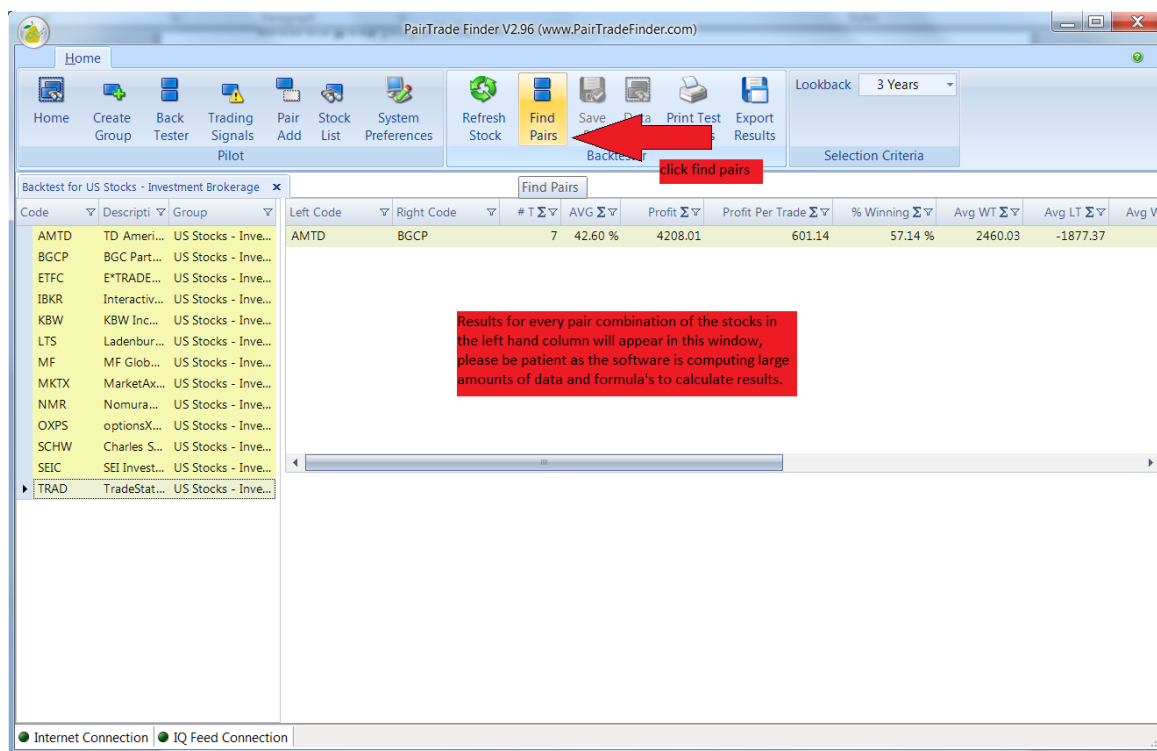 PairTrade Finder V2.96 (www.PairTradeFinder.com)
Home
Home
Create Group
Back Tester
Trading Signals
Pair Add
Stock List
System Preferences
Pilot
Refresh Stock
Find Pairs
Save
Print Test
Export Results
Backtester
Lookback 3 Years
Selection Criteria
click find pairs
Backtest for US Stocks - Investment Brokerage x
Find Pairs
Code Descripti Group
Left Code Right Code # T Σ AVG Σ Profit Σ Profit Per Trade Σ % Winning Σ Avg WT Σ Avg LT Σ Avg W
AMTD TD Ameri... US Stocks - Inve...
AMTD BGCP 7 42.60 % 4208.01 601.14 57.14 % 2460.03 -1877.37
BGCP BGC Part... US Stocks - Inve...
ETFC E*TRADE... US Stocks - Inve...
IBKR Interactiv... US Stocks - Inve...
KBW KBW Inc... US Stocks - Inve...
LTS Ladenbur... US Stocks - Inve...
MF MF Glob... US Stocks - Inve...
MKTX MarketAx... US Stocks - Inve...
NMR Nomura... US Stocks - Inve...
OXPS optionsX... US Stocks - Inve...
SCHW Charles S... US Stocks - Inve...
SEIC SEI Invest... US Stocks - Inve...
TRAD TradeStat... US Stocks - Inve...
Results for every pair combination of the stocks in
the left hand column will appear in this window,
please be patient as the software is computing large
amounts of data and formula's to calculate results.
Internet Connection IQ Feed Connection